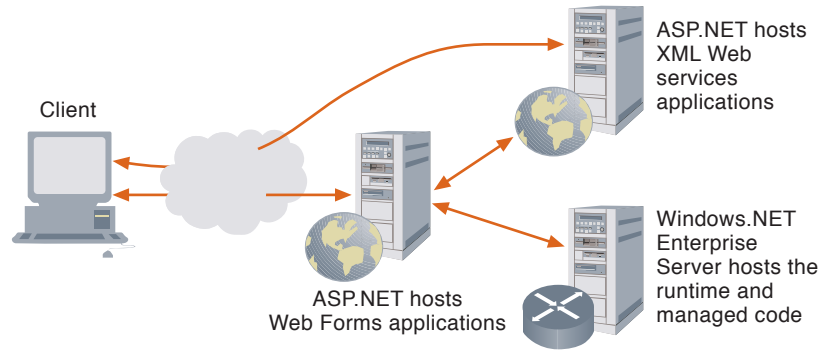 Client
ASP.NET hosts
XML Web
services
applications
ASP.NET hosts
Web Forms applications
Windows.NET
Enterprise
Server hosts the
runtime and
managed code